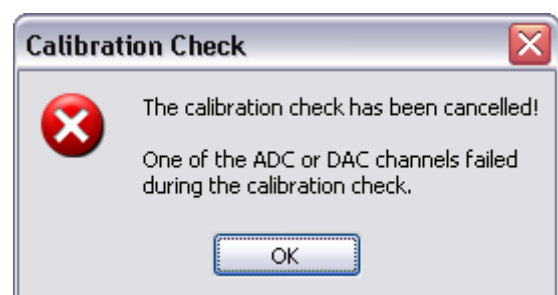 Calibration Check
The calibration check has been cancelled!
One of the ADC or DAC channels failed
during the calibration check.
OK